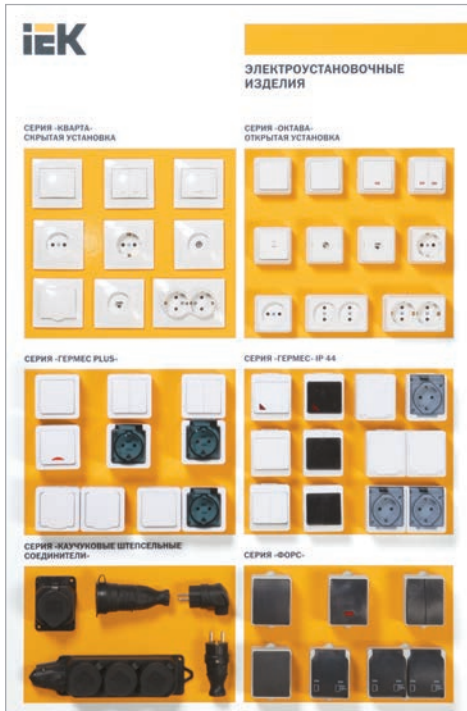 iEK
ЭЛЕКТРОУСТАНОВОЧНЫЕ
ИЗДЕЛИЯ
СЕРИЯ «КВАРТА»
СКРЫТАЯ УСТАНОВКА
СЕРИЯ «ОКТАВА»
ОТКРЫТАЯ УСТАНОВКА
СЕРИЯ «ГЕРМЕС PLUS»
СЕРИЯ «ГЕРМЕС» IP 44
СЕРИЯ «КАУЧУКОВЫЕ ШТЕПСЕЛЬНЫЕ
СОЕДИНИТЕЛИ»
СЕРИЯ «ФОРС»